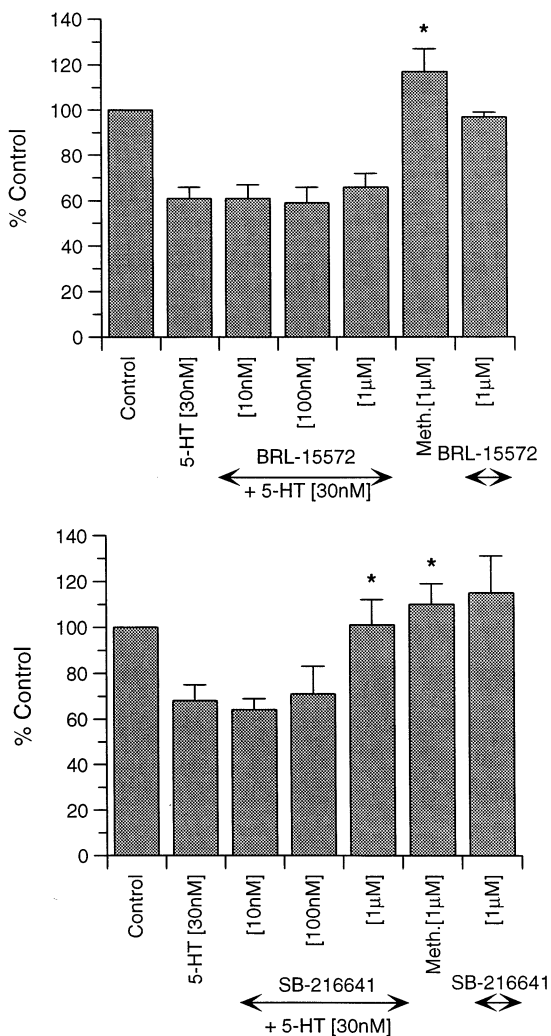 140
120
100
80
60
40
20
0
% Control
*
Control
5-HT [30nM]
[10nM]
[100nM]
[1μM]
Meth.[1μM]
[1μM]
BRL-15572
BRL-15572
+ 5-HT [30nM]
140
120
100
80
60
40
20
0
% Control
*
*
Control
5-HT [30nM]
[10nM]
[100nM]
[1μM]
Meth.[1μM]
[1μM]
SB-216641
SB-216641
+ 5-HT [30nM]